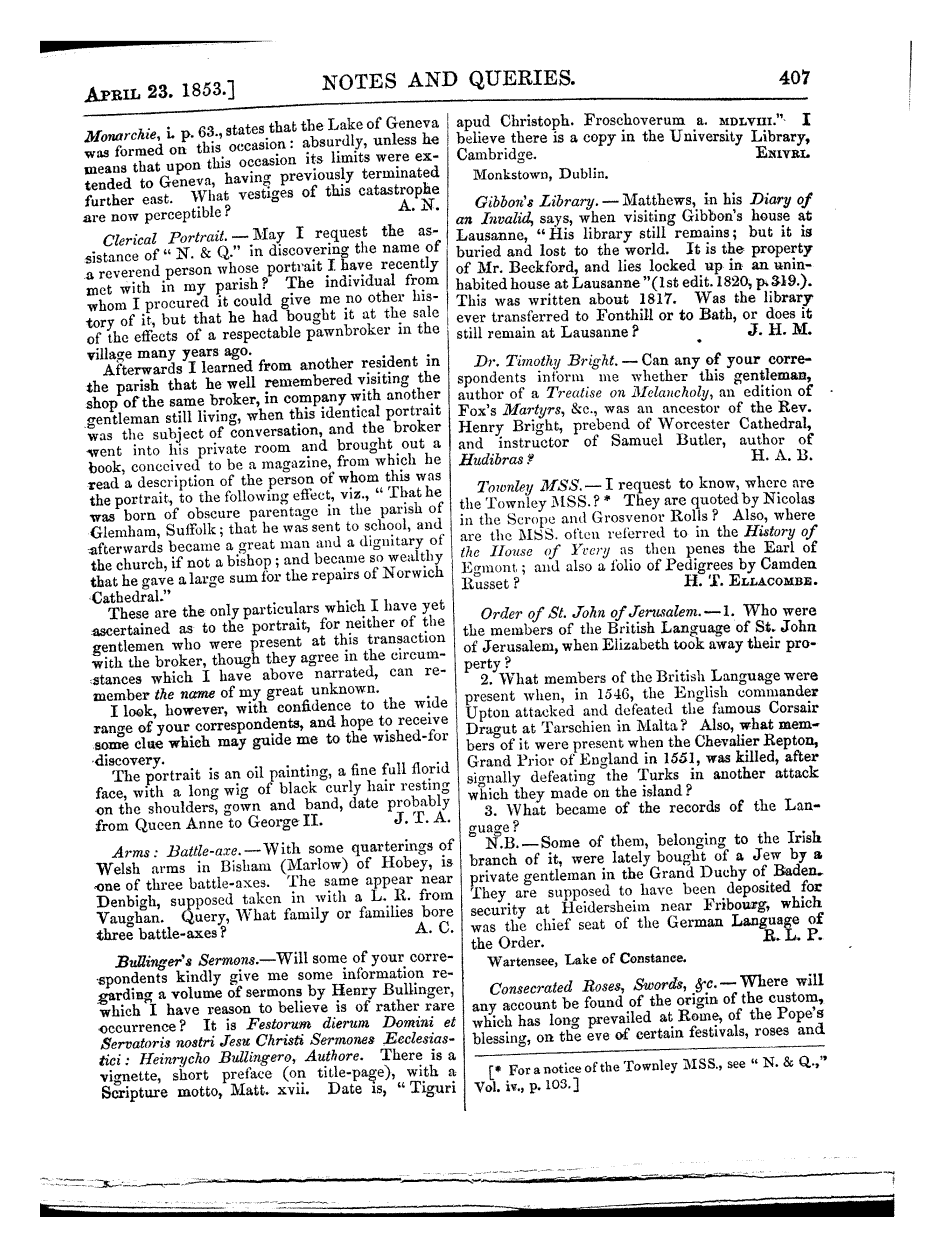 APRIL 23. 1853.] NOTES AND QUERIES. 407
Monarchie, i. p. 63., states that the Lake of Geneva
was formed on this occasion: absurdly, unless he
means that upon this occasion its limits were ex-
tended to Geneva, having previously terminated
further east. What vestiges of this catastrophe
are now perceptible? A. N.
Clerical Portrait. — May I request the as-
sistance of "N. & Q." in discovering the name of
a reverend person whose portrait I have recently
met with in my parish? The individual from
whom I procured it could give me no other his-
tory of it, but that he had bought it at the sale
of the effects of a respectable pawnbroker in the
village many years ago.
Afterwards I learned from another resident in
the parish that he well remembered visiting the
shop of the same broker, in company with another
gentleman still living, when this identical portrait
was the subject of conversation, and the broker
went into his private room and brought out a
book, conceived to be a magazine, from which he
read a description of the person of whom this was
the portrait, to the following effect, viz., "That he
was born of obscure parentage in the parish of
Glemham, Suffolk; that he was sent to school, and
afterwards became a great man and a dignitary of
the church, if not a bishop; and became so wealthy
that he gave a large sum for the repairs of Norwich
Cathedral."
These are the only particulars which I have yet
ascertained as to the portrait, for neither of the
gentlemen who were present at this transaction
with the broker, though they agree in the circum-
stances which I have above narrated, can re-
member the name of my great unknown.
I look, however, with confidence to the wide
range of your correspondents, and hope to receive
some clue which may guide me to the wished-for
discovery.
The portrait is an oil painting, a fine full florid
face, with a long wig of black curly hair resting
on the shoulders, gown and band, date probably
from Queen Anne to George II. J. T. A.
Arms: Battle-axe. — With some quarterings of
Welsh arms in Bisham (Marlow) of Hobey, is
one of three battle-axes. The same appear near
Denbigh, supposed taken in with a L. R. from
Vaughan. Query, What family or families bore
three battle-axes? A. C.
Bullinger's Sermons.—Will some of your corre-
spondents kindly give me some information re-
garding a volume of sermons by Henry Bullinger,
which I have reason to believe is of rather rare
occurrence? It is Festorum dierum Domini et
Servatoris nostri Jesu Christi Sermones Ecclesias-
tici: Heinrycho Bullingero, Authore. There is a
vignette, short preface (on title-page), with a
Scripture motto, Matt. xvii. Date is, "Tiguri
apud Christoph. Froschoverum a. MDLVIII." I
believe there is a copy in the University Library,
Cambridge. ENIVRI.
Monkstown, Dublin.
Gibbon's Library. — Matthews, in his Diary of
an Invalid, says, when visiting Gibbon's house at
Lausanne, "His library still remains; but it is
buried and lost to the world. It is the property
of Mr. Beckford, and lies locked up in an unin-
habited house at Lausanne" (1st edit. 1820, p. 319.).
This was written about 1817. Was the library
ever transferred to Fonthill or to Bath, or does it
still remain at Lausanne? J. H. M.
Dr. Timothy Bright. — Can any of your corre-
spondents inform me whether this gentleman,
author of a Treatise on Melancholy, an edition of
Fox's Martyrs, &c., was an ancestor of the Rev.
Henry Bright, prebend of Worcester Cathedral,
and instructor of Samuel Butler, author of
Hudibras? H. A. B.
Townley MSS. — I request to know, where are
the Townley MSS.?* They are quoted by Nicolas
in the Scrope and Grosvenor Rolls? Also, where
are the MSS. often referred to in the History of
the House of Yvery as then penes the Earl of
Egmont; and also a folio of Pedigrees by Camden
Russet? H. T. ELLACOMBE.
Order of St. John of Jerusalem. — 1. Who were
the members of the British Language of St. John
of Jerusalem, when Elizabeth took away their pro-
perty?
2. What members of the British Language were
present when, in 1546, the English commander
Upton attacked and defeated the famous Corsair
Dragut at Tarschien in Malta? Also, what mem-
bers of it were present when the Chevalier Repton,
Grand Prior of England in 1551, was killed, after
signally defeating the Turks in another attack
which they made on the island?
3. What became of the records of the Lan-
guage?
N.B. — Some of them, belonging to the Irish
branch of it, were lately bought of a Jew by a
private gentleman in the Grand Duchy of Baden.
They are supposed to have been deposited for
security at Heidersheim near Fribourg, which
was the chief seat of the German Language of
the Order. R. L. P.
Wartensee, Lake of Constance.
Consecrated Roses, Swords, &c. — Where will
any account be found of the origin of the custom,
which has long prevailed at Rome, of the Pope's
blessing, on the eve of certain festivals, roses and
[* For a notice of the Townley MSS., see "N. & Q.,"
Vol. iv., p. 103.]